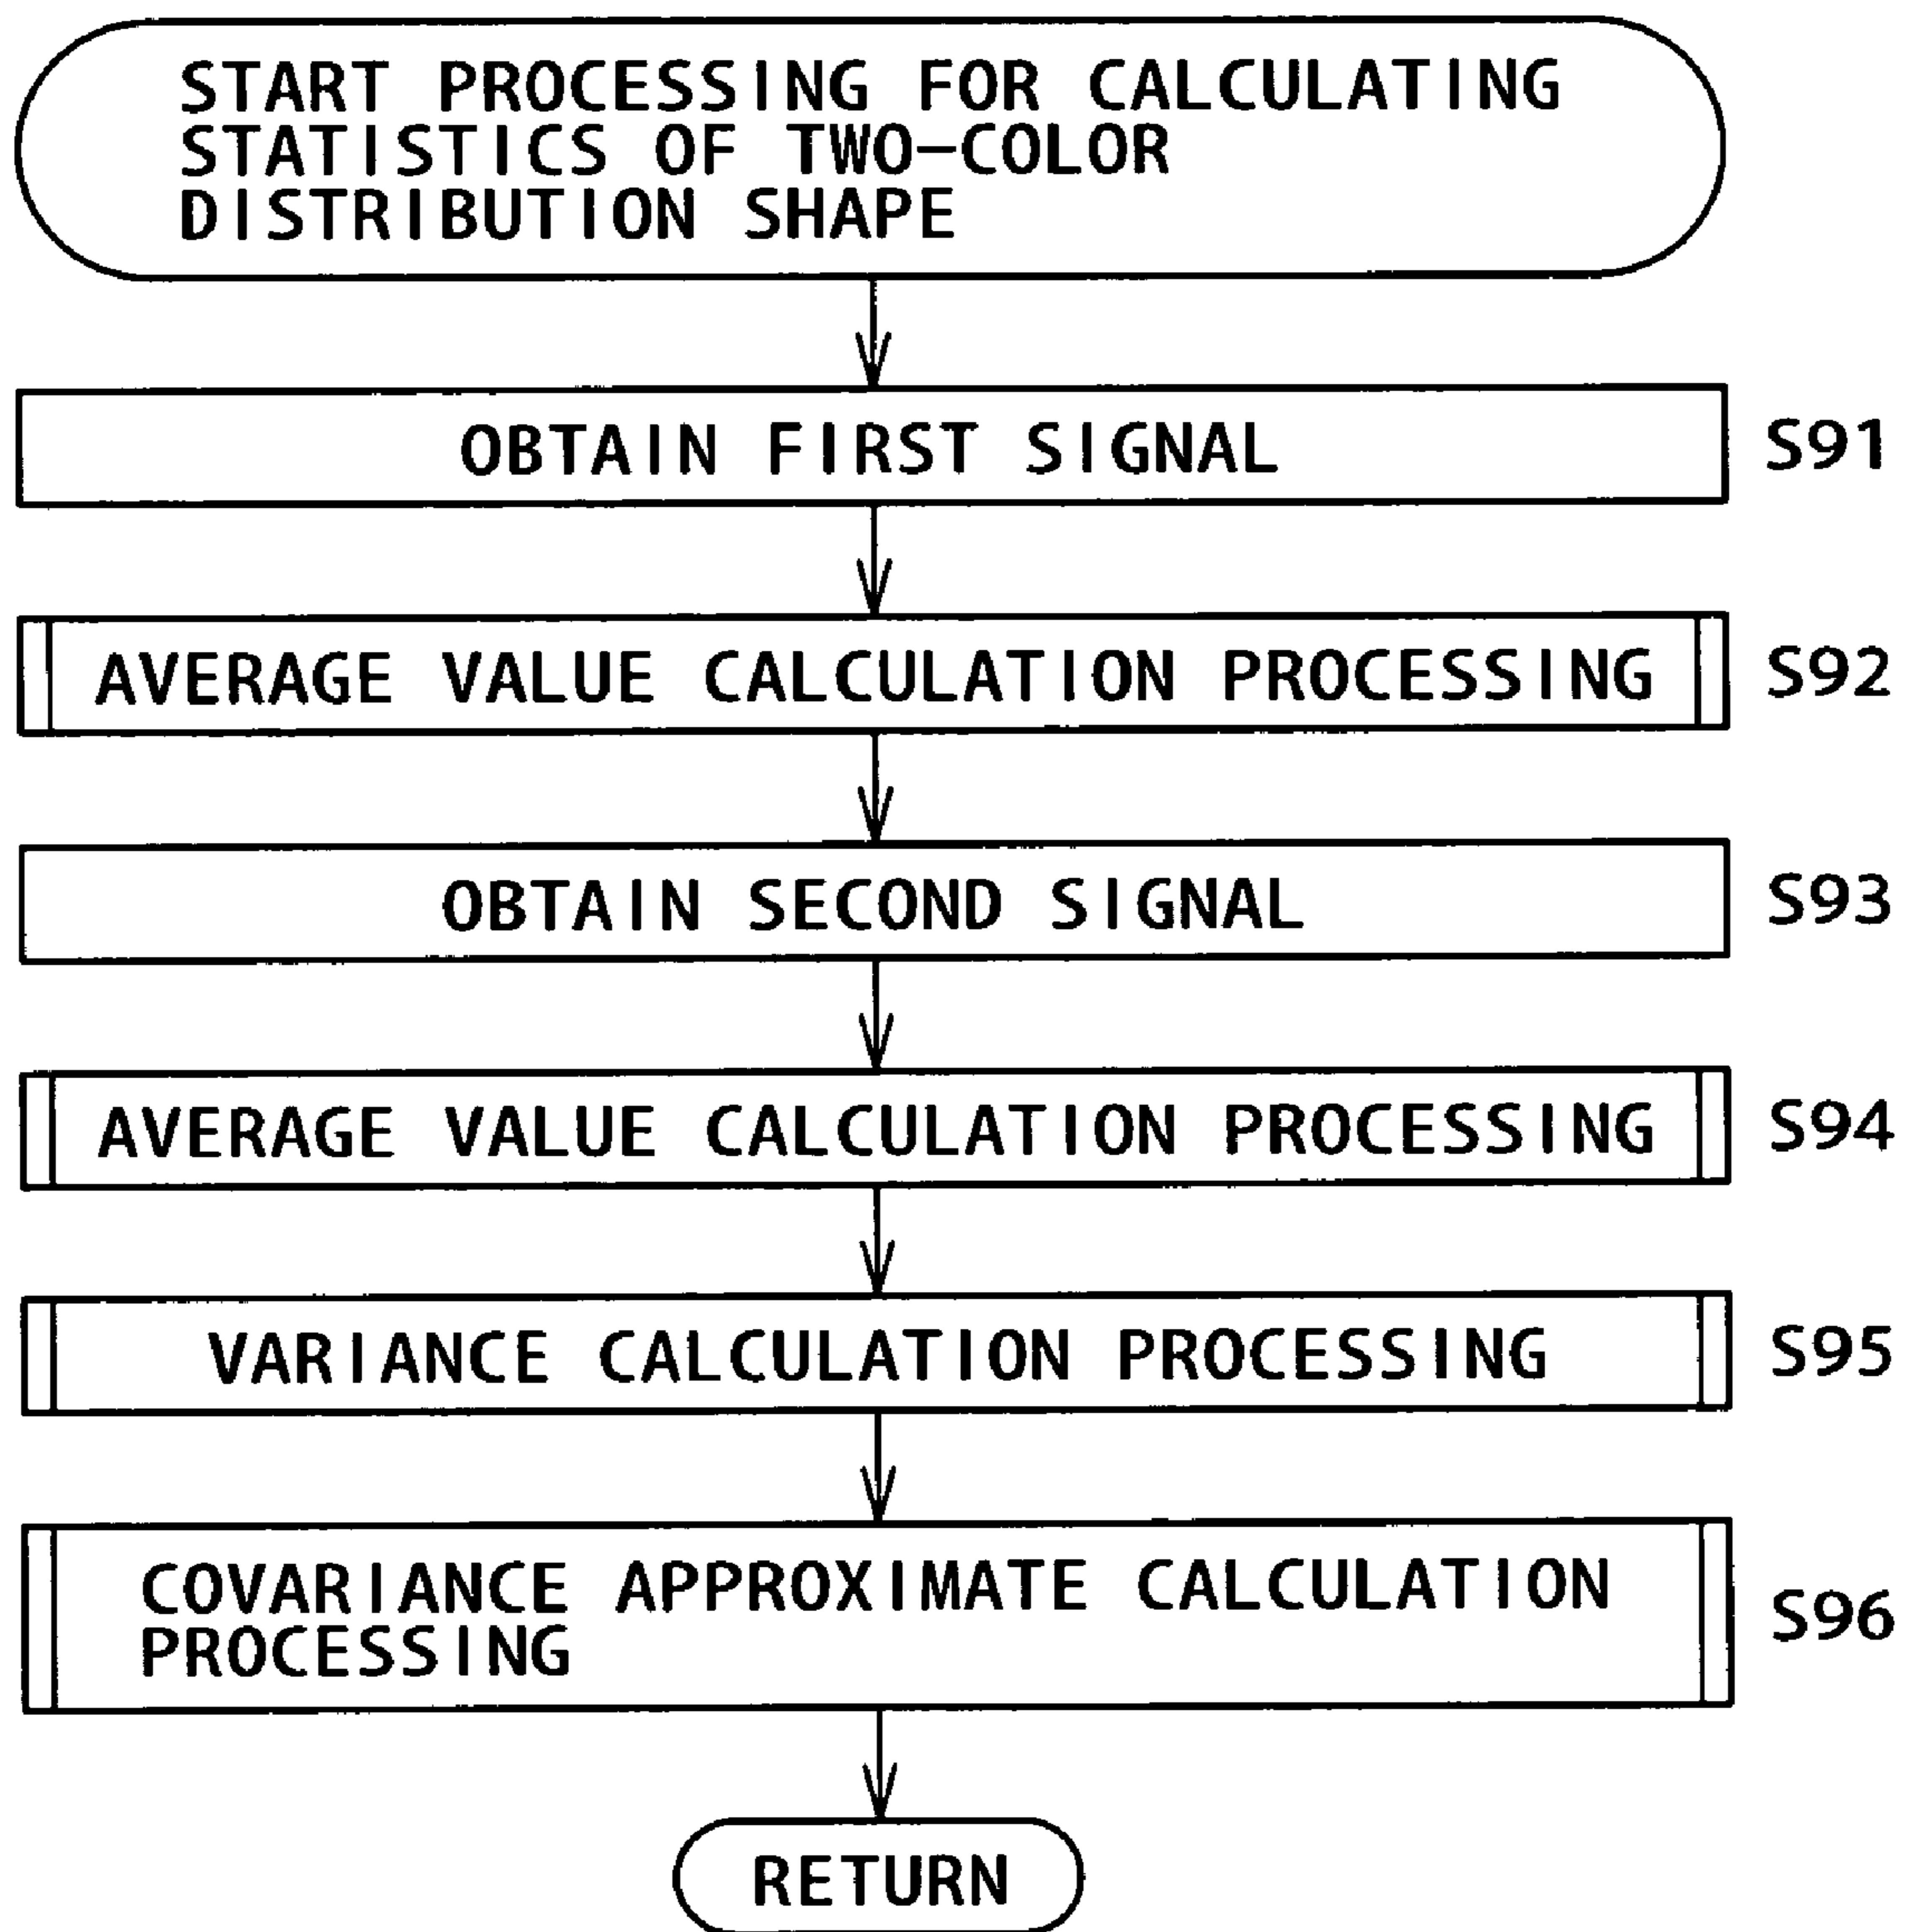 START PROCESSING FOR CALCULATING
STATISTICS OF TWO-COLOR
DISTRIBUTION SHAPE
OBTAIN FIRST SIGNAL
S91
AVERAGE VALUE CALCULATION PROCESSING
S92
OBTAIN SECOND SIGNAL
S93
AVERAGE VALUE CALCULATION PROCESSING
S94
VARIANCE CALCULATION PROCESSING
S95
COVARIANCE APPROXIMATE CALCULATION
PROCESSING
S96
RETURN